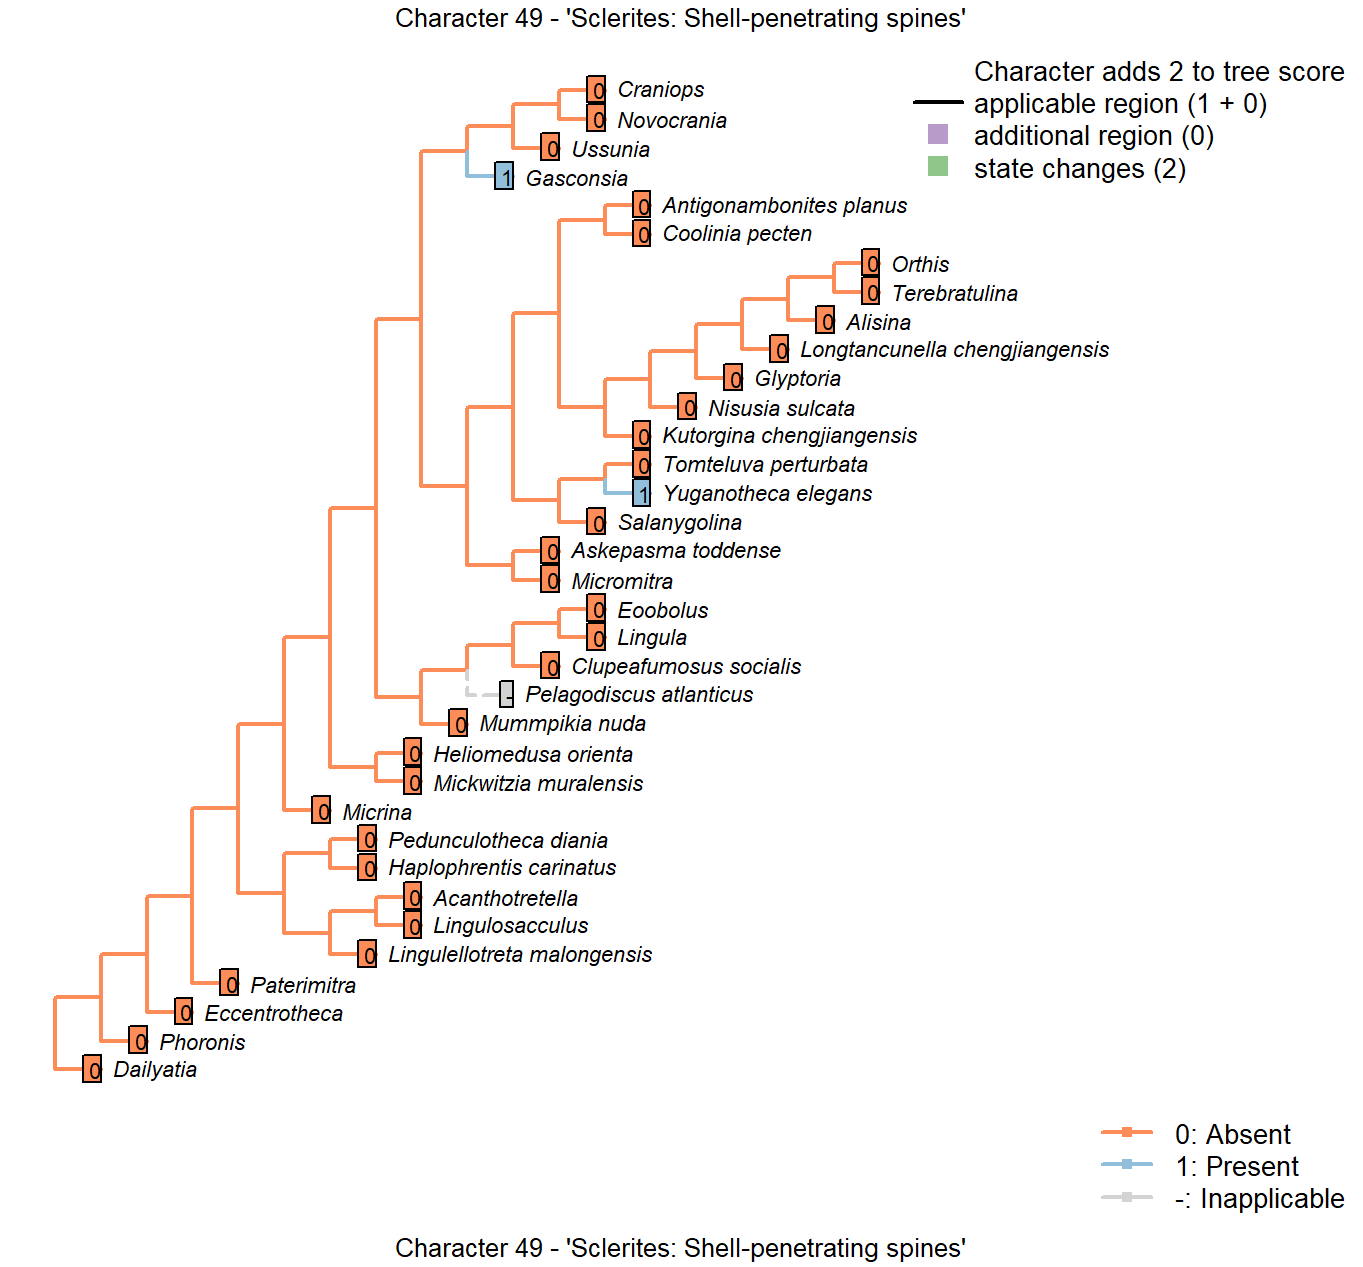 Character 49 - 'Sclerites: Shell-penetrating spines'
Character adds 2 to tree score
applicable region (1 + 0)
additional region (0)
state changes (2)
0 Craniops
0 Novocrania
0 Ussunia
1 Gasconsia
0 Antigonambonites planus
0 Coolinia pecten
0 Orthis
0 Terebratulina
0 Alisina
0 Longtancunella chengjiangensis
0 Glyptoria
0 Nisusia sulcata
0 Kutorgina chengjiangensis
0 Tomteluva perturbata
1 Yuganotheca elegans
0 Salanygolina
0 Askepasma toddense
0 Micromitra
0 Eoobolus
0 Lingula
0 Clupeafumosus socialis
- Pelagodiscus atlanticus
0 Mummpikia nuda
0 Heliomedusa orienta
0 Mickwitzia muralensis
0 Micrina
0 Pedunculotheca diania
0 Haplophrentis carinatus
0 Acanthotretella
0 Lingulosacculus
0 Lingulellotreta malongensis
0 Paterimitra
0 Eccentrotheca
0 Phoronis
0 Dailyatia
0: Absent
1: Present
-: Inapplicable
Character 49 - 'Sclerites: Shell-penetrating spines'